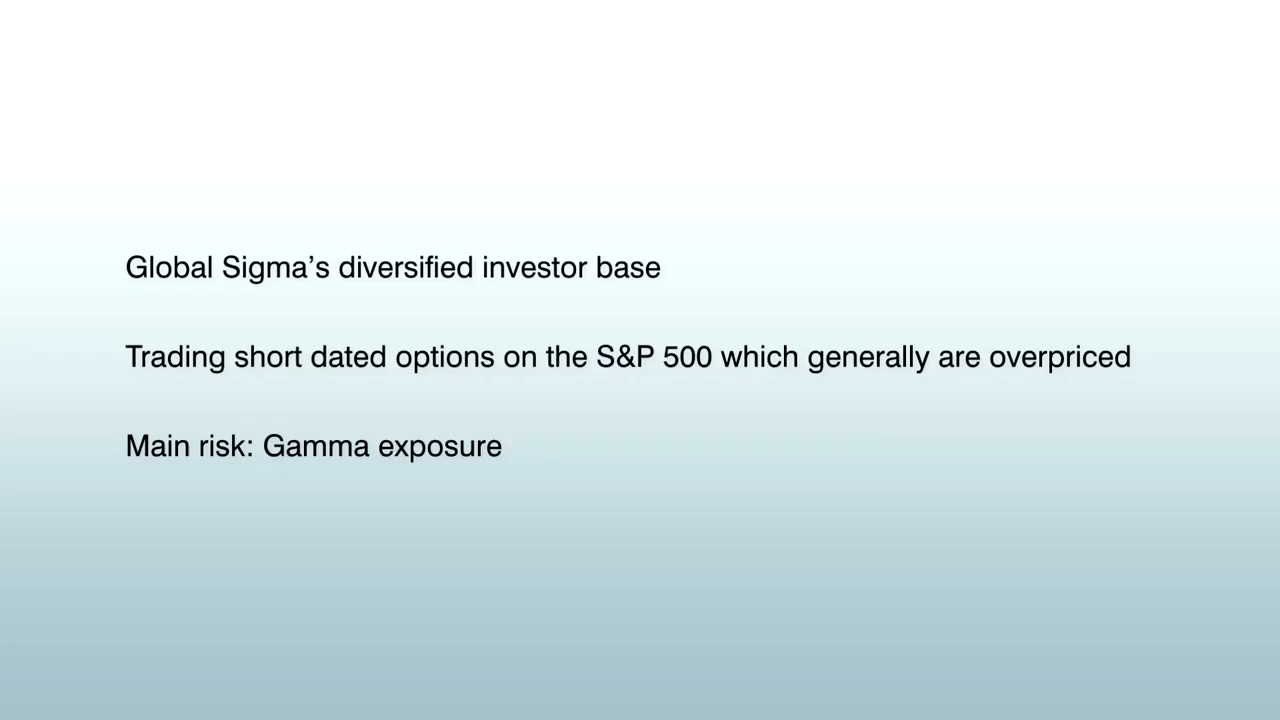 Global Sigma’s diversified investor base
Trading short dated options on the S&P 500 which generally are overpriced
Main risk: Gamma exposure